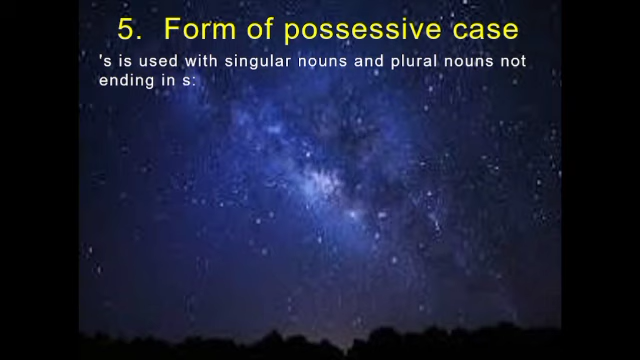 5. Form of possessive case
's is used with singular nouns and plural nouns not
ending in s: